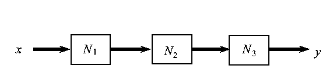 x N₁ N₂ N₃ y